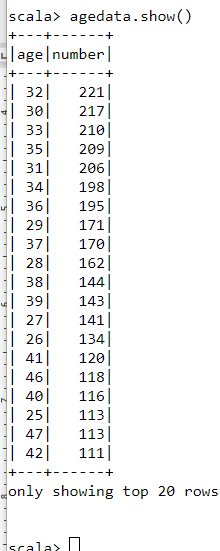 scala> agedata.show()
+---+------+
|age|number|
+---+------+
| 32|   221|
| 30|   217|
| 33|   210|
| 35|   209|
| 31|   206|
| 34|   198|
| 36|   195|
| 29|   171|
| 37|   170|
| 28|   162|
| 38|   144|
| 39|   143|
| 27|   141|
| 26|   134|
| 41|   120|
| 46|   118|
| 40|   116|
| 25|   113|
| 47|   113|
| 42|   111|
+---+------+
only showing top 20 rows
scala>